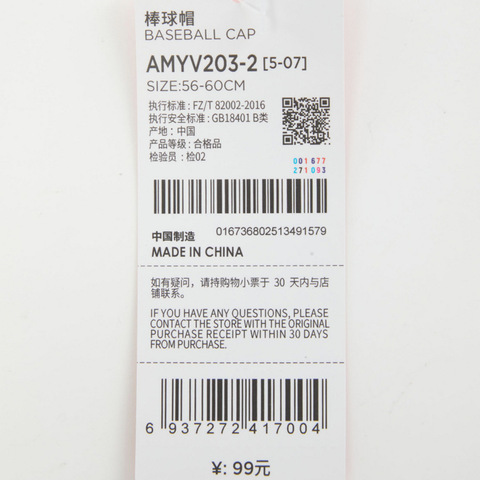 棒球帽
BASEBALL CAP
AMYV203-2 [5-07]
SIZE:56-60CM
执行标准 : FZ/T 82002-2016
执行安全标准 : GB18401 B类
产地 : 中国
产品等级 : 合格品
检验员 : 检02
001677
271093
016736802513491579
中国制造
MADE IN CHINA
如有疑问，请持购物小票于 30 天内与店
铺联系。
IF YOU HAVE ANY QUESTIONS, PLEASE
CONTACT THE STORE WITH THE ORIGINAL
PURCHASE RECEIPT WITHIN 30 DAYS
FROM PURCHASE.
6 937272 417004
¥: 99元